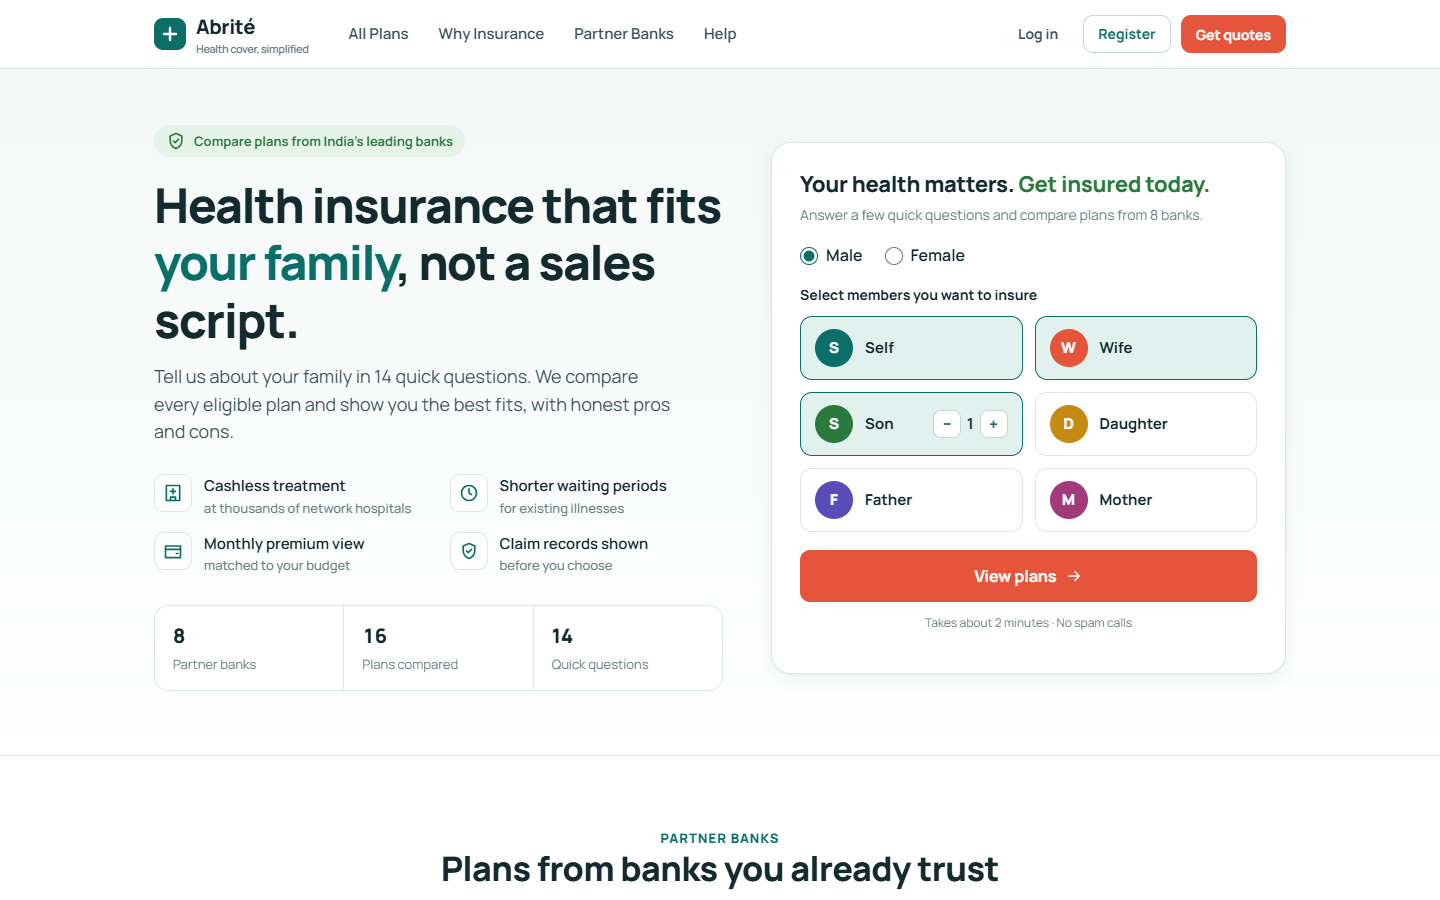 Abrité
Health cover, simplified
All Plans
Why Insurance
Partner Banks
Help
Log in
Register
Get quotes
Compare plans from India's leading banks
Health insurance that fits
your family, not a sales
script.
Tell us about your family in 14 quick questions. We compare
every eligible plan and show you the best fits, with honest pros
and cons.
Cashless treatment
at thousands of network hospitals
Shorter waiting periods
for existing illnesses
Monthly premium view
matched to your budget
Claim records shown
before you choose
8
Partner banks
16
Plans compared
14
Quick questions
Your health matters. Get insured today.
Answer a few quick questions and compare plans from 8 banks.
Male
Female
Select members you want to insure
S
Self
W
Wife
S
Son
− 1 +
D
Daughter
F
Father
M
Mother
View plans →
Takes about 2 minutes · No spam calls
PARTNER BANKS
Plans from banks you already trust